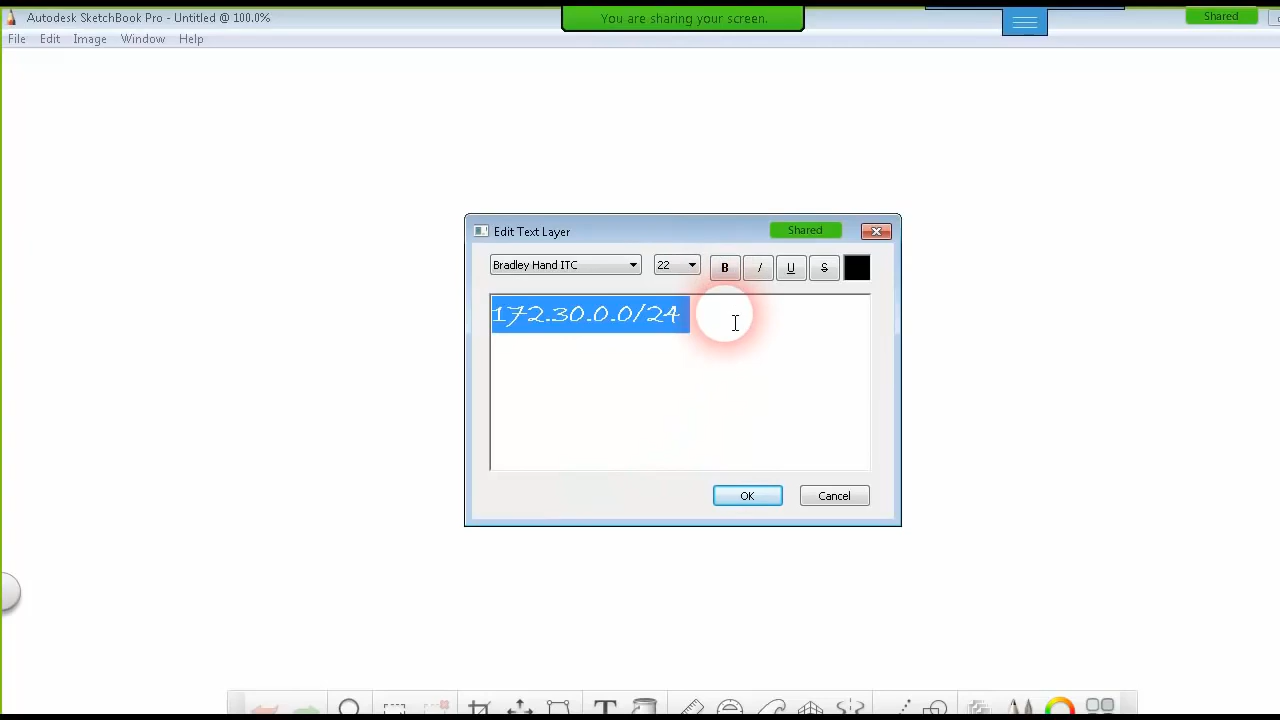 Autodesk SketchBook Pro - Untitled @ 100.0%
You are sharing your screen.
Shared
File Edit Image Window Help
Edit Text Layer
Shared
Bradley Hand ITC 22 B I U S
172.30.0.0/24
OK Cancel
T